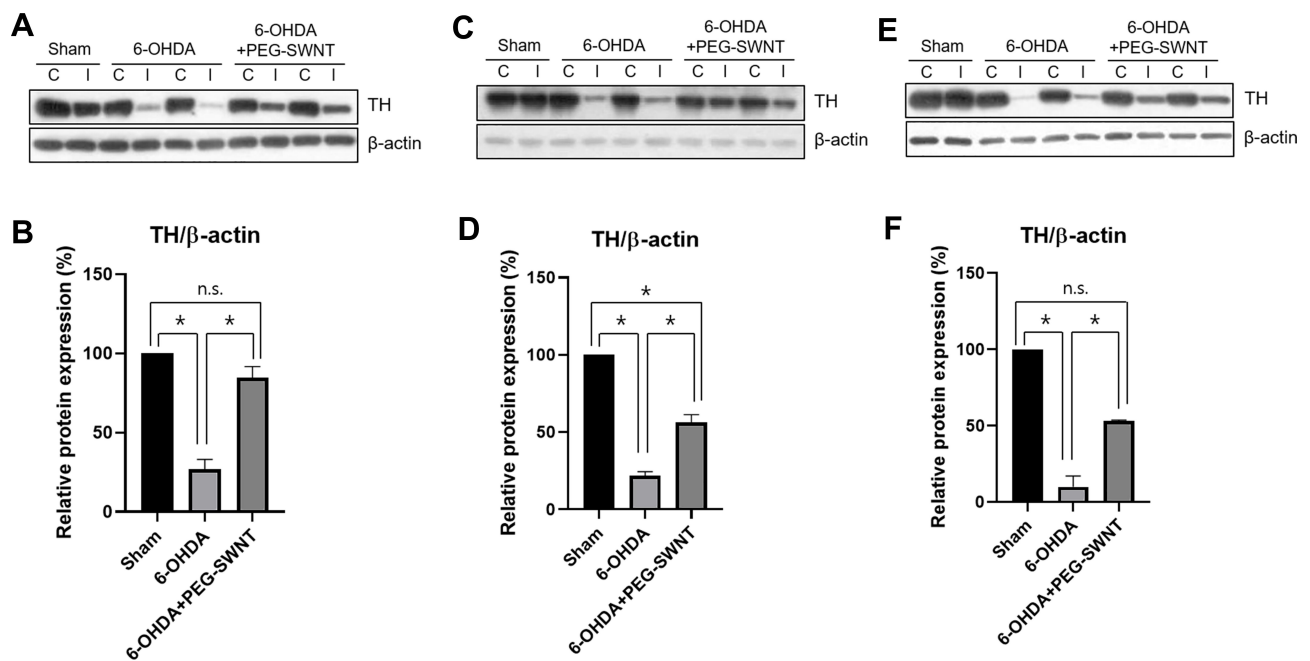 A
Sham
6-OHDA
6-OHDA
+PEG-SWNT
C I C I C I C I C I
TH
β-actin
C
Sham
6-OHDA
6-OHDA
+PEG-SWNT
C I C I C I C I C I
TH
β-actin
E
Sham
6-OHDA
6-OHDA
+PEG-SWNT
C I C I C I C I C I
TH
β-actin
B
TH/β-actin
Relative protein expression (%)
150
100
50
0
n.s.
* *
Sham
6-OHDA
6-OHDA+PEG-SWNT
D
TH/β-actin
Relative protein expression (%)
150
100
50
0
*
* *
Sham
6-OHDA
6-OHDA+PEG-SWNT
F
TH/β-actin
Relative protein expression (%)
150
100
50
0
n.s.
* *
Sham
6-OHDA
6-OHDA+PEG-SWNT